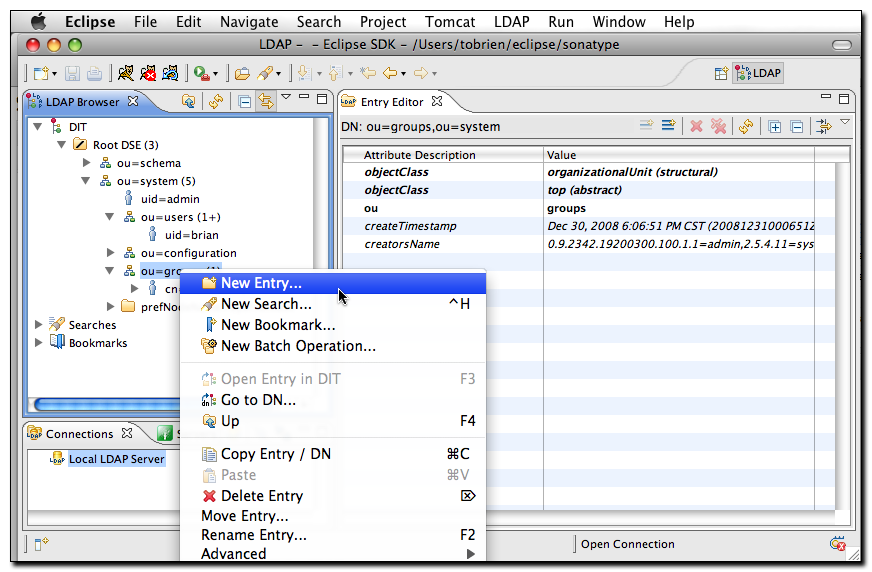 Eclipse File Edit Navigate Search Project Tomcat LDAP Run Window Help
LDAP - - Eclipse SDK - /Users/tobrien/eclipse/sonatype
LDAP
LDAP Browser
Entry Editor
DN: ou=groups,ou=system
DIT
Root DSE (3)
ou=schema
ou=system (5)
uid=admin
ou=users (1+)
uid=brian
ou=configuration
Searches
Bookmarks
Attribute Description Value
objectClass organizationalUnit (structural)
objectClass top (abstract)
ou groups
createTimestamp Dec 30, 2008 6:06:51 PM CST (20081231000651Z
creatorsName 0.9.2342.19200300.100.1.1=admin,2.5.4.11=sys
New Entry...
New Search... ^H
New Bookmark...
New Batch Operation...
Open Entry in DIT F3
Go to DN...
Up F4
Copy Entry / DN ⌘C
Paste ⌘V
Delete Entry ⌦
Move Entry...
Rename Entry... F2
Advanced
Connections
LDAP
Local LDAP Server
Open Connection